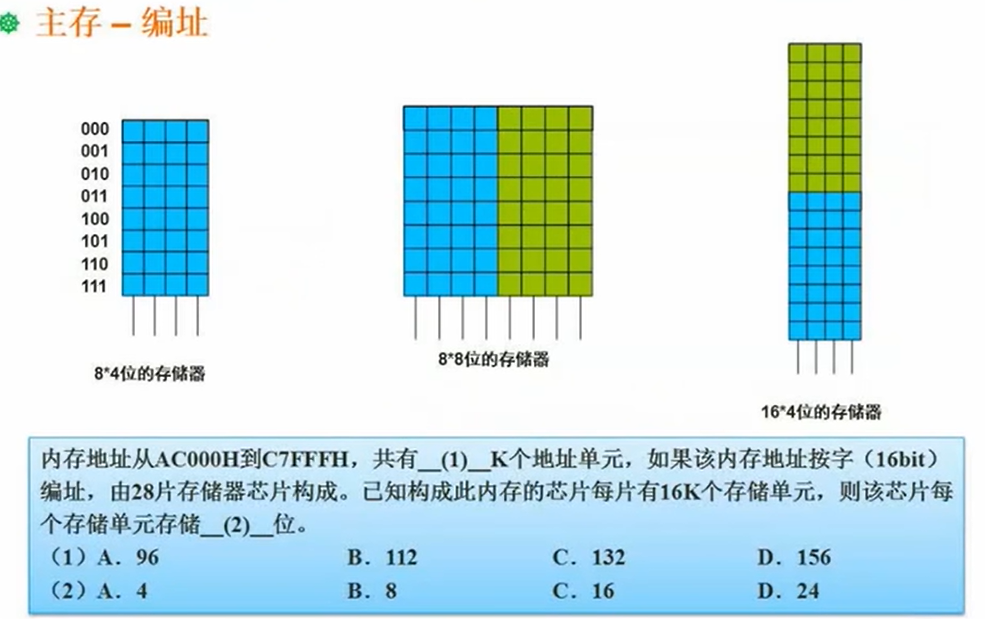 主存 – 编址
000
001
010
011
100
101
110
111
8*4位的存储器
8*8位的存储器
16*4位的存储器
内存地址从AC000H到C7FFFH，共有__(1)__K个地址单元，如果该内存地址按字（16bit）
编址，由28片存储器芯片构成。已知构成此内存的芯片每片有16K个存储单元，则该芯片每
个存储单元存储__(2)__位。
（1）A．96 B．112 C．132 D．156
（2）A．4 B．8 C．16 D．24